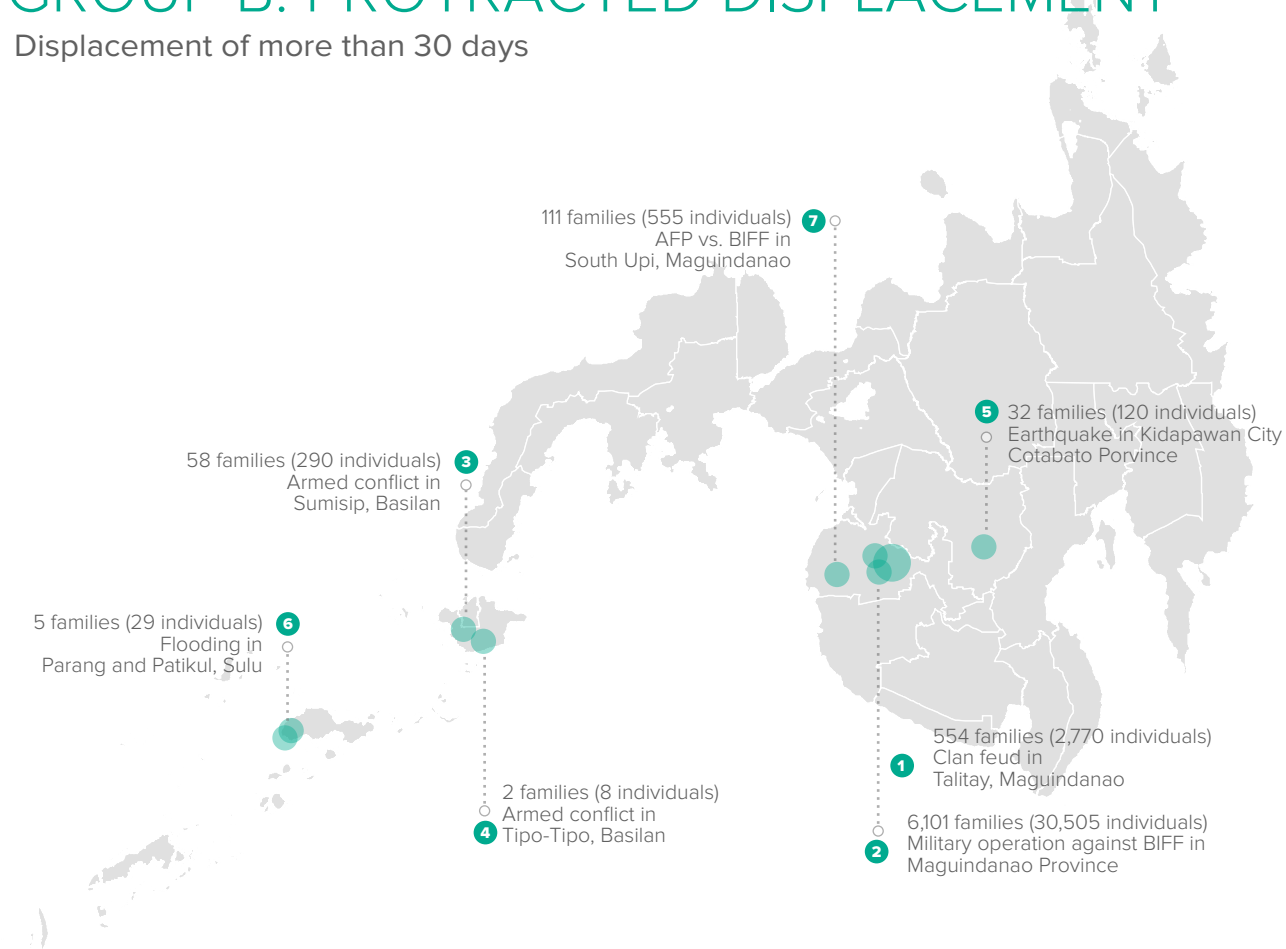 GROUP B: PROTRACTED DISPLACEMENT
Displacement of more than 30 days
111 families (555 individuals) 7
AFP vs. BIFF in
South Upi, Maguindanao
5 32 families (120 individuals)
Earthquake in Kidapawan City
Cotabato Porvince
58 families (290 individuals) 3
Armed conflict in
Sumisip, Basilan
5 families (29 individuals) 6
Flooding in
Parang and Patikul, Sulu
554 families (2,770 individuals)
1 Clan feud in
Talitay, Maguindanao
2 families (8 individuals)
Armed conflict in
4 Tipo-Tipo, Basilan
6,101 families (30,505 individuals)
2 Military operation against BIFF in
Maguindanao Province